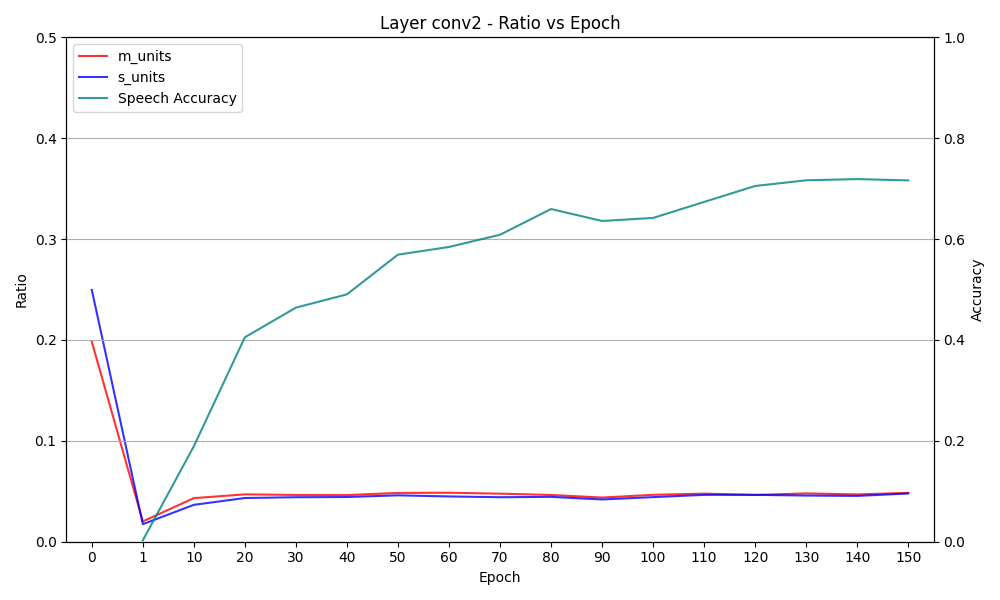 Layer conv2 - Ratio vs Epoch
m_units
s_units
Speech Accuracy
0.5
0.4
0.3
0.2
0.1
0.0
Ratio
1.0
0.8
0.6
0.4
0.2
0.0
Accuracy
0 1 10 20 30 40 50 60 70 80 90 100 110 120 130 140 150
Epoch